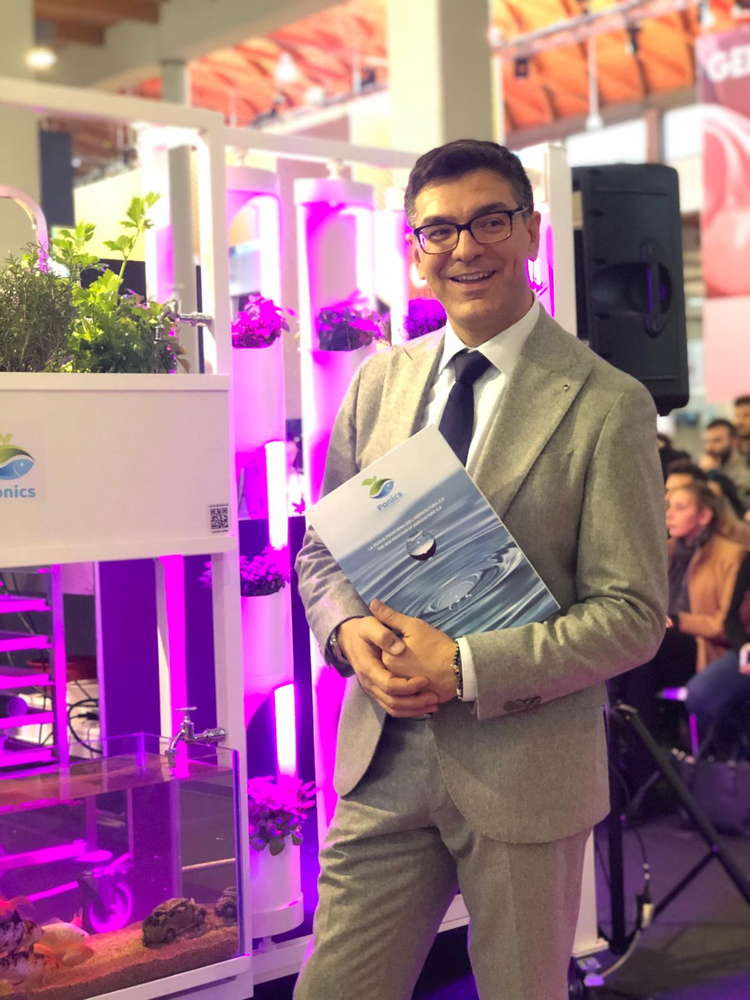 GE
onics
Ponics
LA NUOVA FRONTIERA DELL'AGRICOLTURA 4.0
THE NEW FRONTIER OF AGRICULTURE 4.0